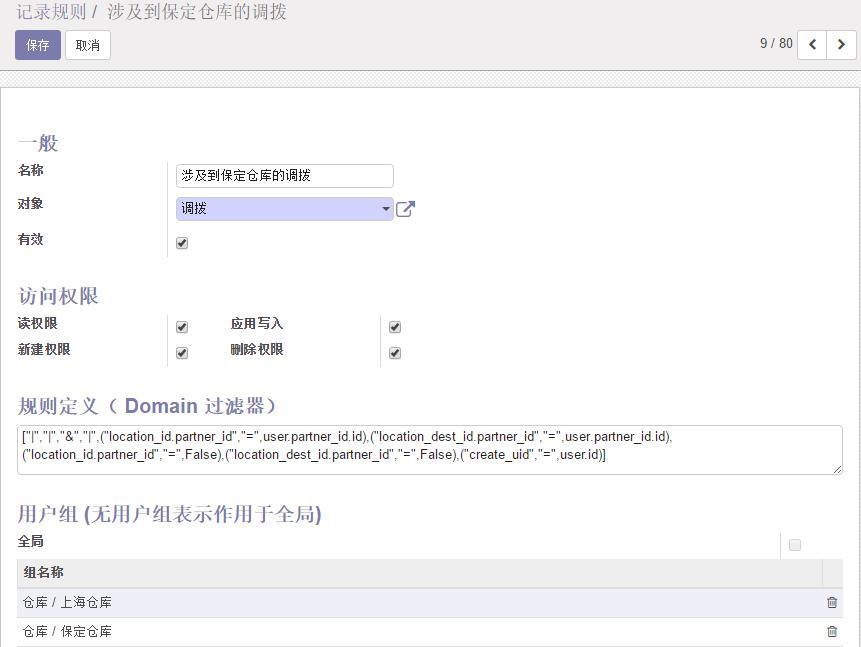 记录规则 / 涉及到保定仓库的调拨
保存 取消 9 / 80
一般
名称 涉及到保定仓库的调拨
对象 调拨
有效
访问权限
读权限 应用写入
新建权限 删除权限
规则定义（ Domain 过滤器）
["|","|","&","|",("location_id.partner_id","=",user.partner_id.id),("location_dest_id.partner_id","=",user.partner_id.id),
("location_id.partner_id","=",False),("location_dest_id.partner_id","=",False),("create_uid","=",user.id)]
用户组 (无用户组表示作用于全局)
全局
组名称
仓库 / 上海仓库
仓库 / 保定仓库